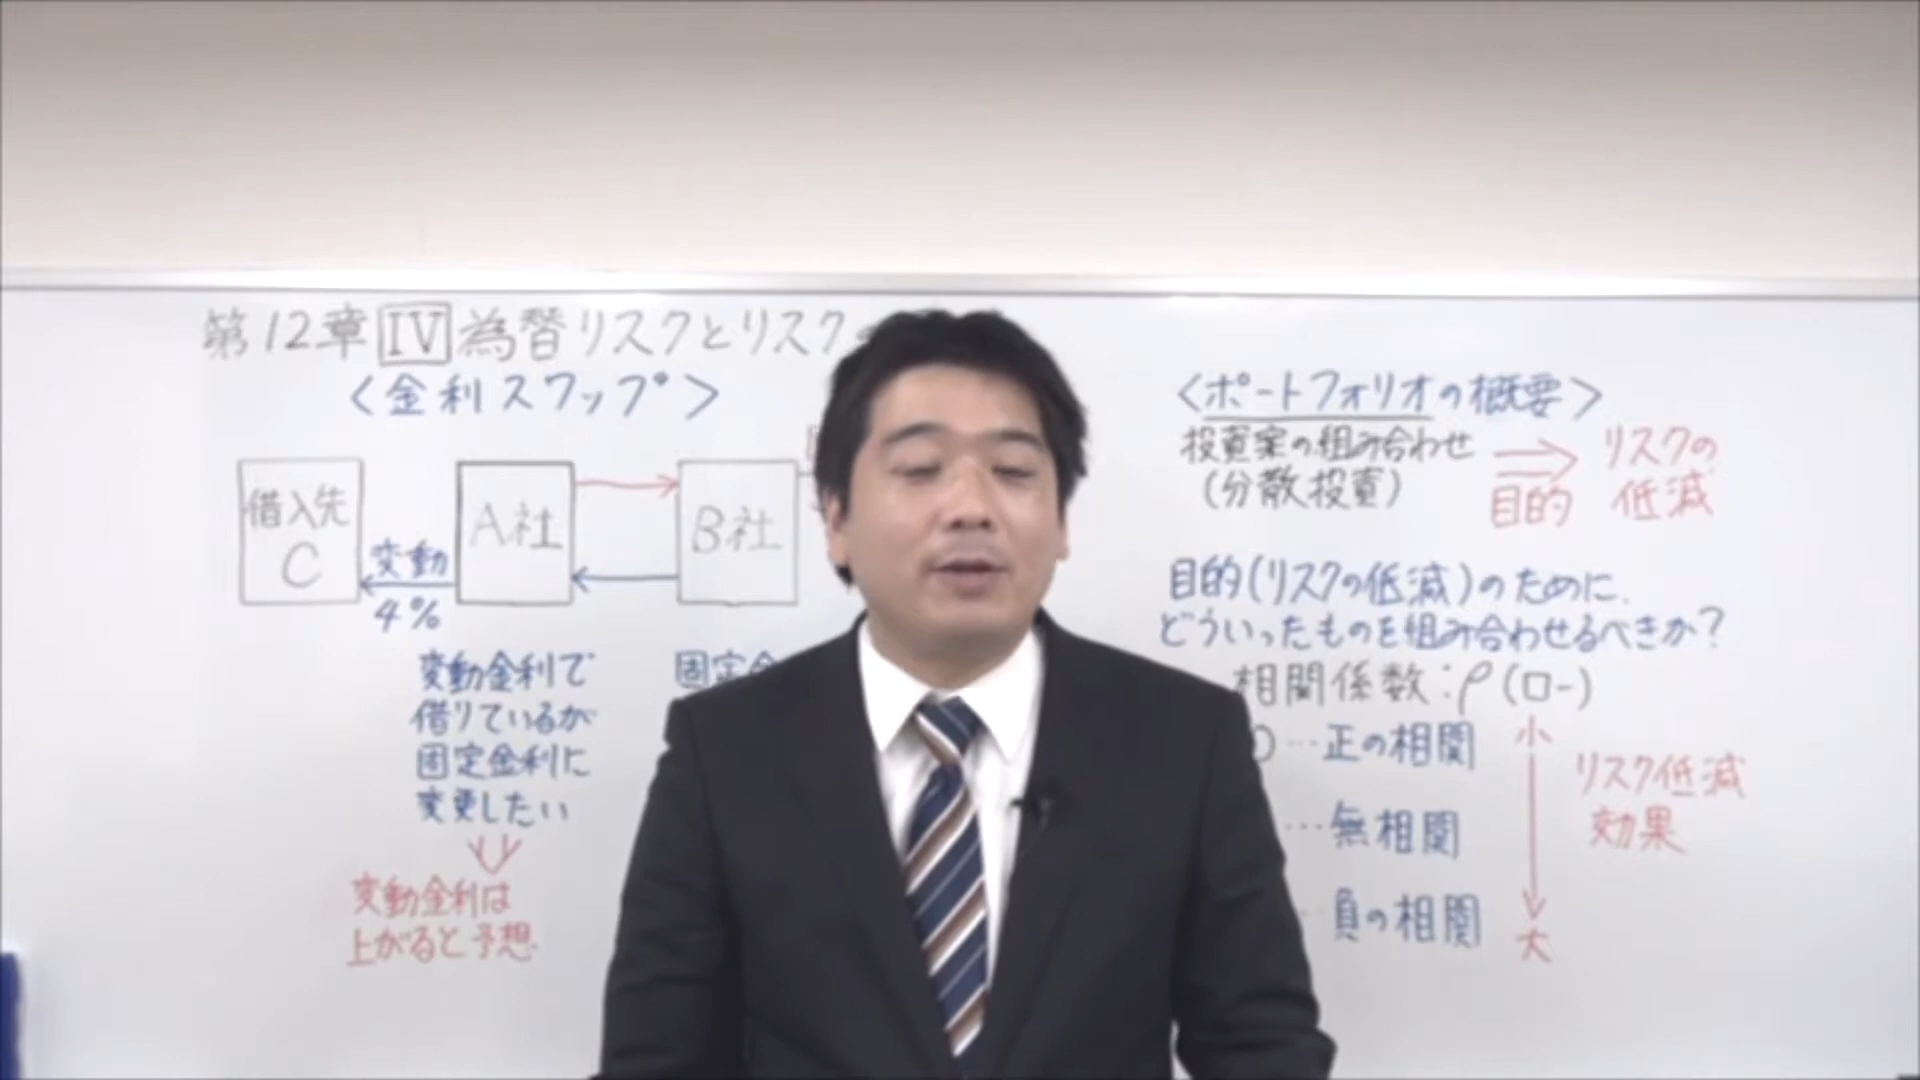 第12章 IV 為替リスクとリスク
〈金利スワップ〉
借入先
C
変動
4%
A社
B社
変動金利で
借りているが
固定金利に
変更したい
変動金利は
上がると予想
固定金
〈ポートフォリオの概要〉
投資案の組み合わせ
(分散投資)
目的
リスクの
低減
目的(リスクの低減)のために、
どういったものを組み合わせるべきか?
相関係数:ρ(ロー)
…正の相関
…無相関
…負の相関
小
大
リスク低減
効果